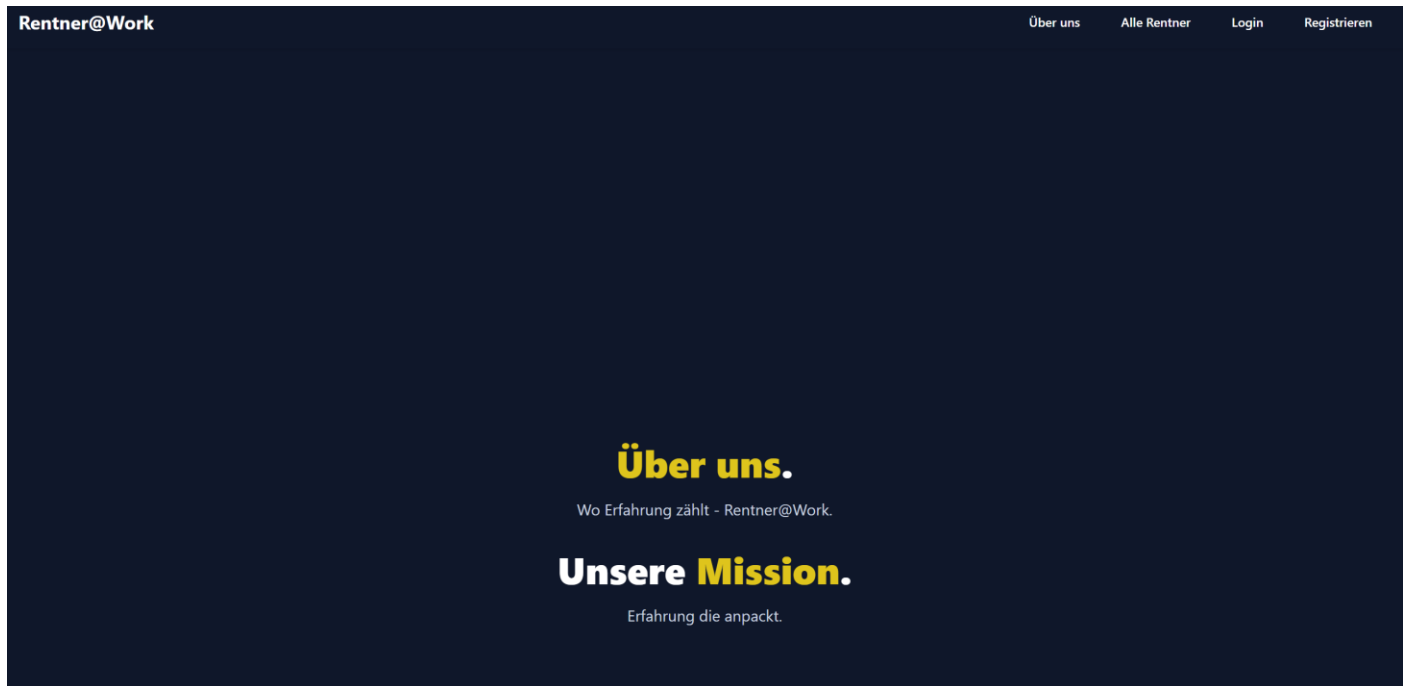 Rentner@Work
Über uns
Alle Rentner
Login
Registrieren
Über uns.
Wo Erfahrung zählt - Rentner@Work.
Unsere Mission.
Erfahrung die anpackt.